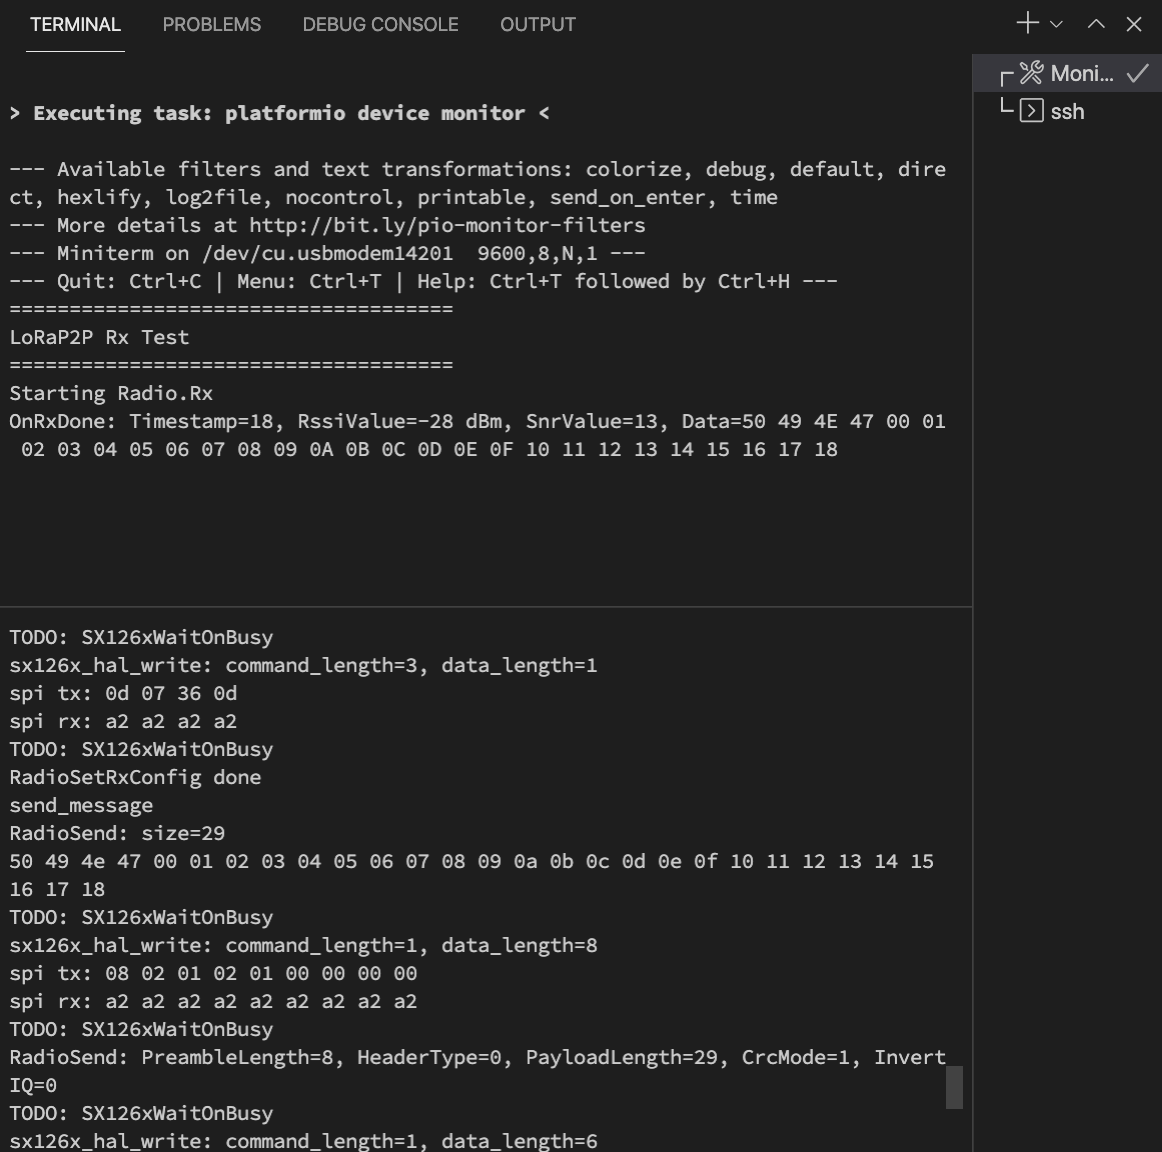 TERMINAL PROBLEMS DEBUG CONSOLE OUTPUT
Moni...
ssh
> Executing task: platformio device monitor <
--- Available filters and text transformations: colorize, debug, default, dire
ct, hexlify, log2file, nocontrol, printable, send_on_enter, time
--- More details at http://bit.ly/pio-monitor-filters
--- Miniterm on /dev/cu.usbmodem14201  9600,8,N,1 ---
--- Quit: Ctrl+C | Menu: Ctrl+T | Help: Ctrl+T followed by Ctrl+H ---
=====================================
LoRaP2P Rx Test
=====================================
Starting Radio.Rx
OnRxDone: Timestamp=18, RssiValue=-28 dBm, SnrValue=13, Data=50 49 4E 47 00 01
 02 03 04 05 06 07 08 09 0A 0B 0C 0D 0E 0F 10 11 12 13 14 15 16 17 18
TODO: SX126xWaitOnBusy
sx126x_hal_write: command_length=3, data_length=1
spi tx: 0d 07 36 0d
spi rx: a2 a2 a2 a2
TODO: SX126xWaitOnBusy
RadioSetRxConfig done
send_message
RadioSend: size=29
50 49 4e 47 00 01 02 03 04 05 06 07 08 09 0a 0b 0c 0d 0e 0f 10 11 12 13 14 15
16 17 18
TODO: SX126xWaitOnBusy
sx126x_hal_write: command_length=1, data_length=8
spi tx: 08 02 01 02 01 00 00 00 00
spi rx: a2 a2 a2 a2 a2 a2 a2 a2 a2
TODO: SX126xWaitOnBusy
RadioSend: PreambleLength=8, HeaderType=0, PayloadLength=29, CrcMode=1, Invert
IQ=0
TODO: SX126xWaitOnBusy
sx126x_hal_write: command_length=1, data_length=6